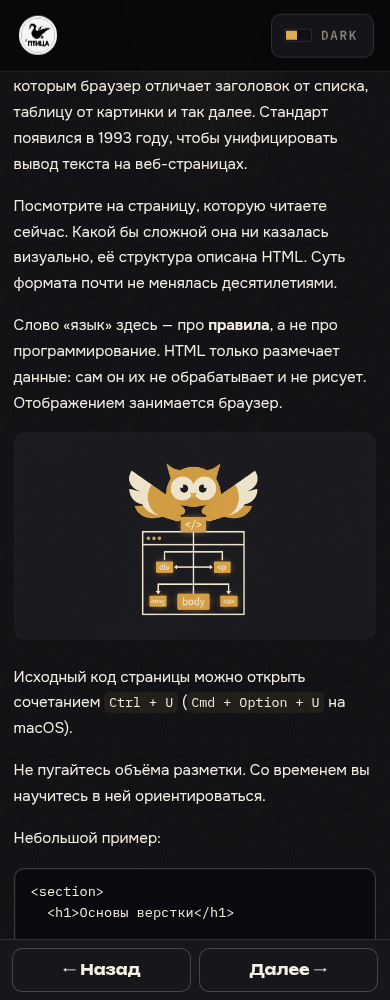 ПТИЦА
DARK
которым браузер отличает заголовок от списка,
таблицу от картинки и так далее. Стандарт
появился в 1993 году, чтобы унифицировать
вывод текста на веб-страницах.
Посмотрите на страницу, которую читаете
сейчас. Какой бы сложной она ни казалась
визуально, её структура описана HTML. Суть
формата почти не менялась десятилетиями.
Слово «язык» здесь — про правила, а не про
программирование. HTML только размечает
данные: сам он их не обрабатывает и не рисует.
Отображением занимается браузер.
</>
div
<p
body
Исходный код страницы можно открыть
сочетанием Ctrl + U (Cmd + Option + U на
macOS).
Не пугайтесь объёма разметки. Со временем вы
научитесь в ней ориентироваться.
Небольшой пример:
<section>
<h1>Основы верстки</h1>
← Назад
Далее →